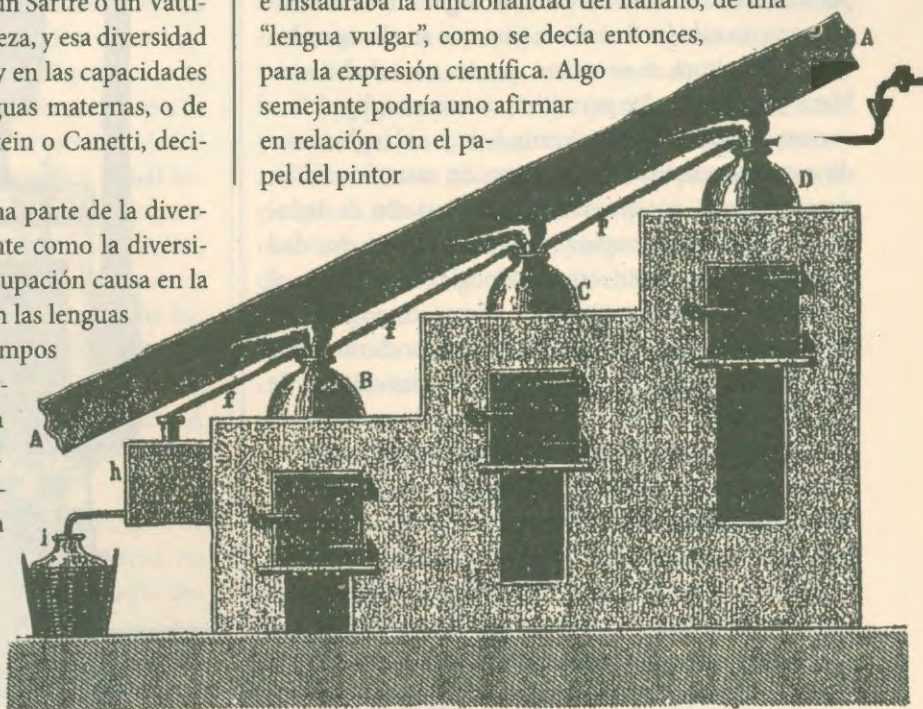 un Sartre o un Vatti-
eza, y esa diversidad
y en las capacidades
guas maternas, o de
tein o Canetti, deci-
na parte de la diver-
nte como la diversi-
upación causa en la
n las lenguas
mpos
e instauraba la funcionalidad del italiano, de una
"lengua vulgar", como se decía entonces,
para la expresión científica. Algo
semejante podría uno afirmar
en relación con el pa-
pel del pintor
A
D
f
C
f
B
f
A
h
i